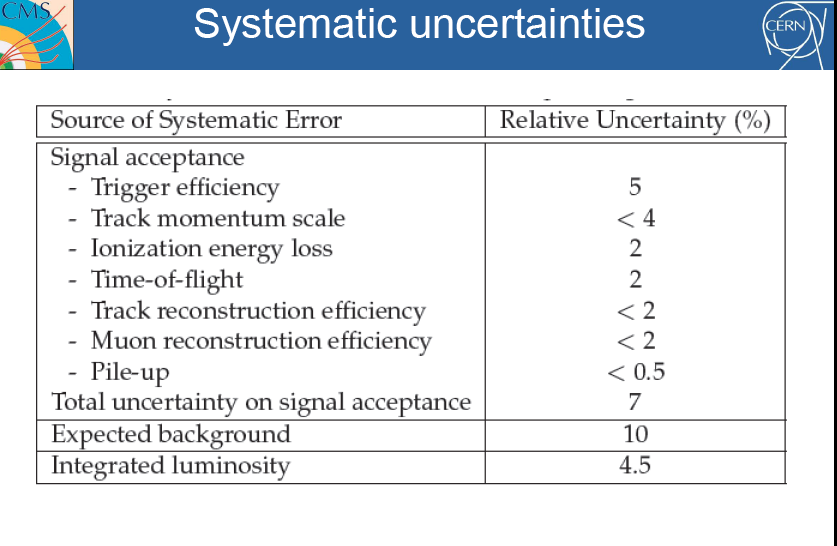 CMS
Systematic uncertainties
CERN
Source of Systematic Error Relative Uncertainty (%)
Signal acceptance
- Trigger efficiency 5
- Track momentum scale < 4
- Ionization energy loss 2
- Time-of-flight 2
- Track reconstruction efficiency < 2
- Muon reconstruction efficiency < 2
- Pile-up < 0.5
Total uncertainty on signal acceptance 7
Expected background 10
Integrated luminosity 4.5